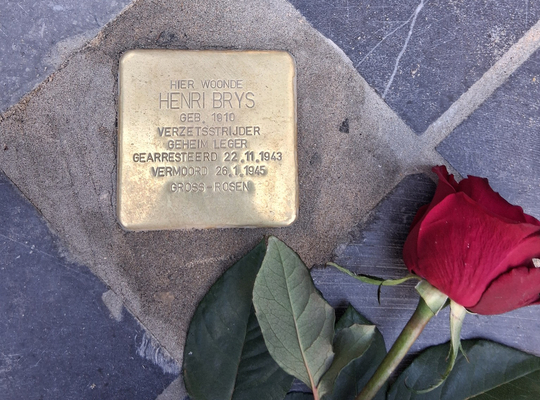 HIER WOONDE
HENRI BRYS
GEB. 1910
VERZETSSTRIJDER
GEHEIM LEGER
GEARRESTEERD 22.11.1943
VERMOORD 26.1.1945
GROSS-ROSEN